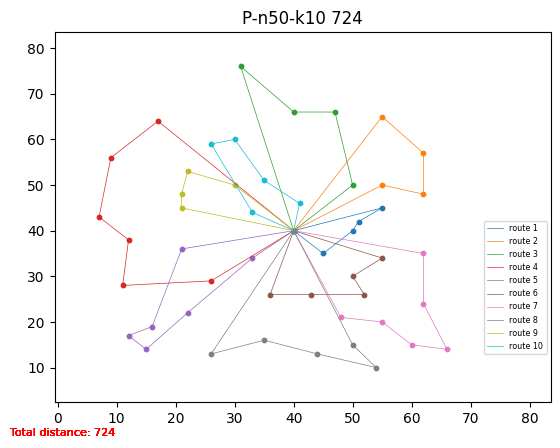 P-n50-k10 724
80
70
60
50
40
30
20
10
0 10 20 30 40 50 60 70 80
route 1
route 2
route 3
route 4
route 5
route 6
route 7
route 8
route 9
route 10
Total distance: 724